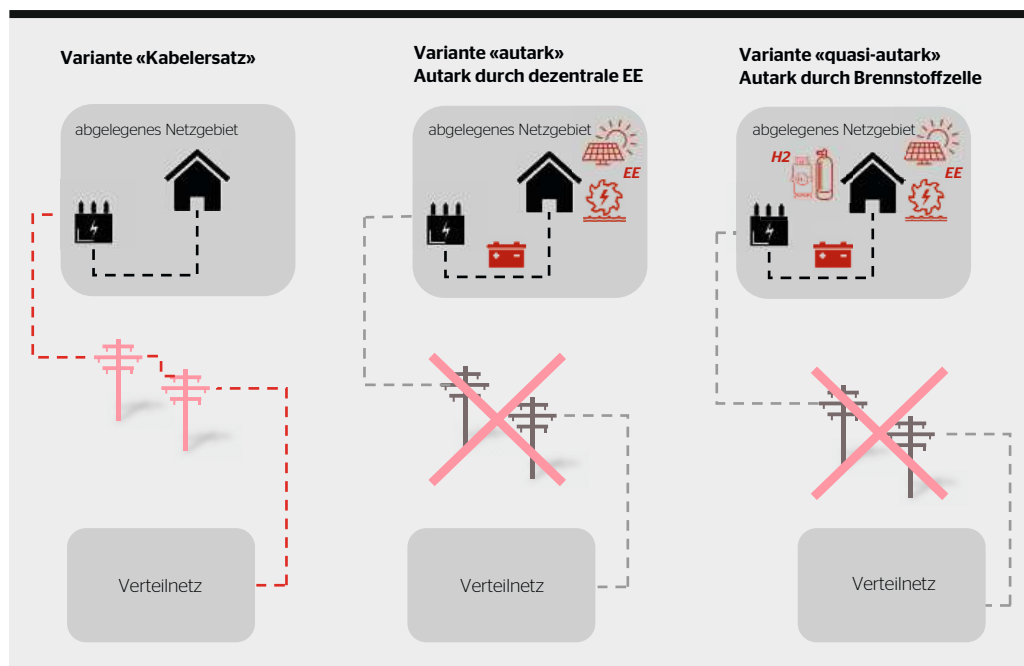 Variante «Kabelersatz»
abgelegenes Netzgebiet
Verteilnetz
Variante «autark»
Autark durch dezentrale EE
abgelegenes Netzgebiet
EE
Verteilnetz
Variante «quasi-autark»
Autark durch Brennstoffzelle
abgelegenes Netzgebiet
H2
EE
Verteilnetz